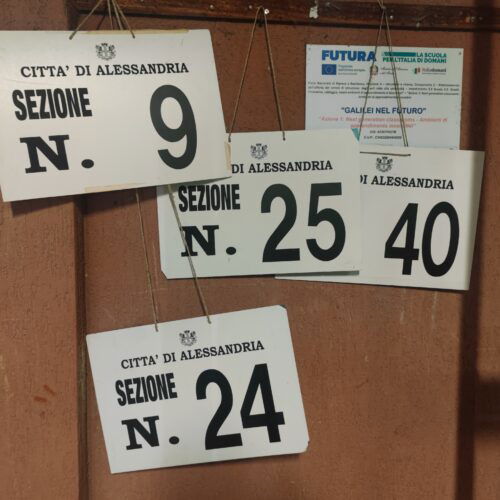 CITTA' DI ALESSANDRIA
SEZIONE
N. 9
FUTURA
LA SCUOLA
PER L'ITALIA DI DOMANI
"GALILEI NEL FUTURO"
CITTA' DI ALESSANDRIA
SEZIONE
N. 25
DI ALESSANDRIA
40
CITTA' DI ALESSANDRIA
SEZIONE
N. 24